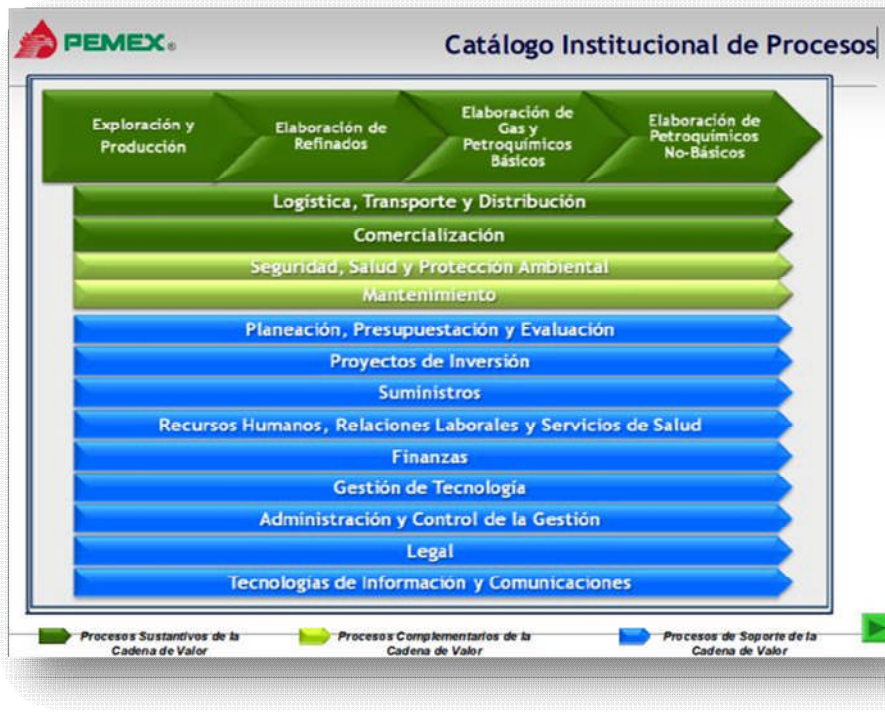 PEMEX®
Catálogo Institucional de Procesos
Exploración y
Producción
Elaboración de
Refinados
Elaboración de
Gas y
Petroquímicos
Básicos
Elaboración de
Petroquímicos
No-Básicos
Logística, Transporte y Distribución
Comercialización
Seguridad, Salud y Protección Ambiental
Mantenimiento
Planeación, Presupuestación y Evaluación
Proyectos de Inversión
Suministros
Recursos Humanos, Relaciones Laborales y Servicios de Salud
Finanzas
Gestión de Tecnología
Administración y Control de la Gestión
Legal
Tecnologías de Información y Comunicaciones
Procesos Sustantivos de la
Cadena de Valor
Procesos Complementarios de la
Cadena de Valor
Procesos de Soporte de la
Cadena de Valor